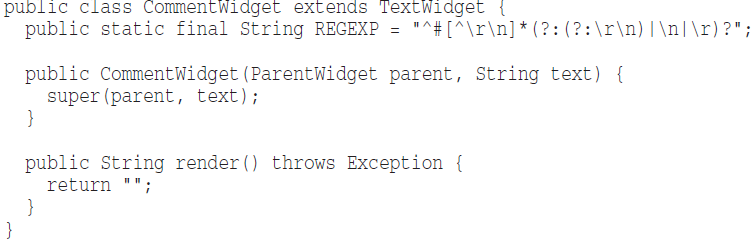 public class CommentWidget extends TextWidget {
  public static final String REGEXP = "^#[^\r\n]*(?:(?:\r\n)|\n|\r)?";

  public CommentWidget(ParentWidget parent, String text) {
    super(parent, text);
  }

  public String render() throws Exception {
    return "";
  }
}